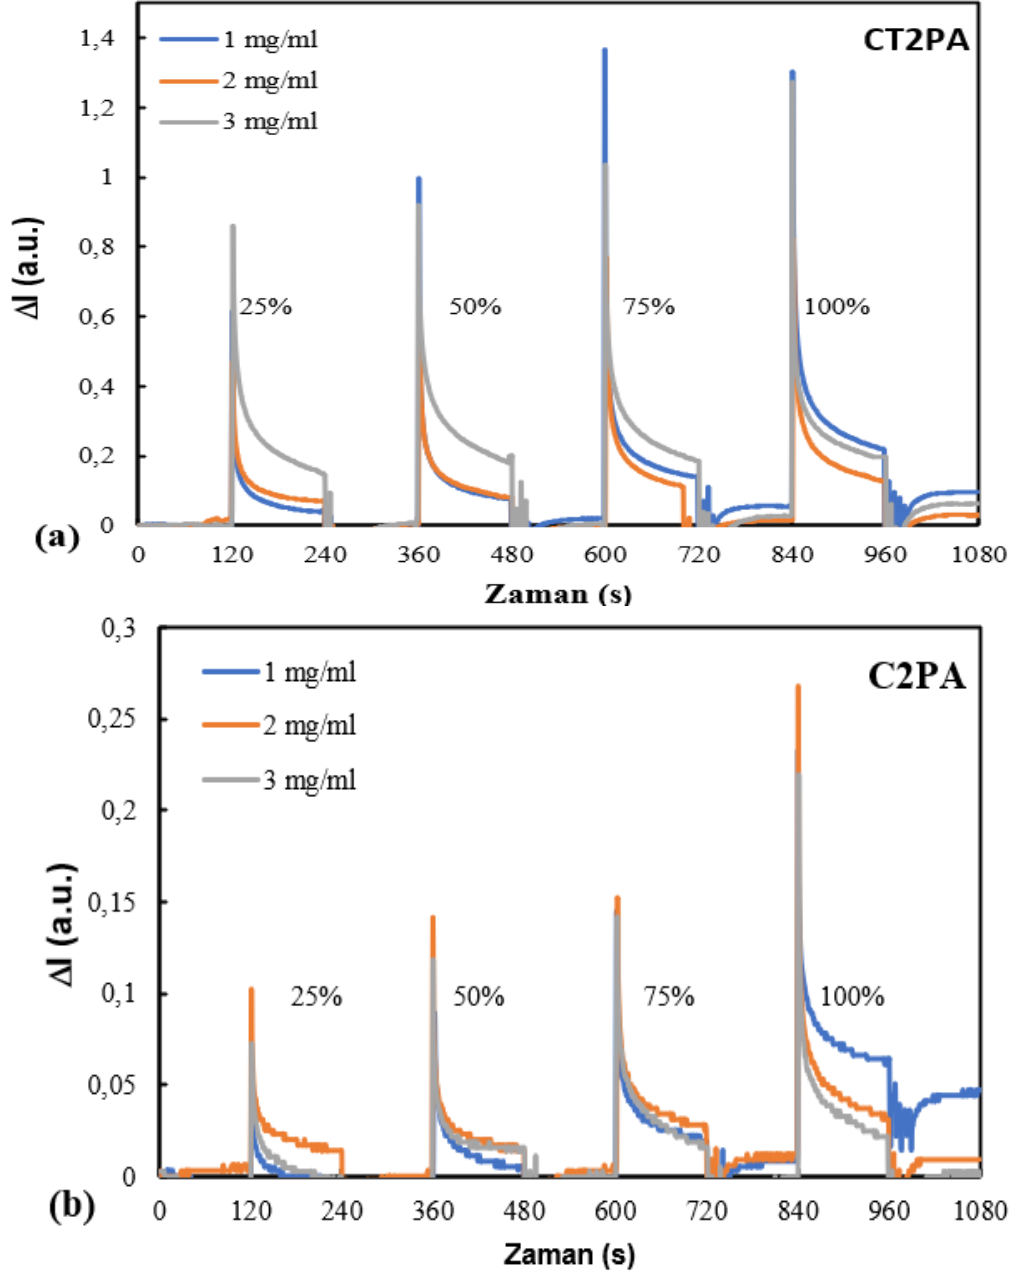 CT2PA
1 mg/ml
2 mg/ml
3 mg/ml
1,4
1,2
1
0,8
0,6
0,4
0,2
0
ΔI (a.u.)
25%
50%
75%
100%
(a)
0 120 240 360 480 600 720 840 960 1080
Zaman (s)
C2PA
1 mg/ml
2 mg/ml
3 mg/ml
0,3
0,25
0,2
0,15
0,1
0,05
0
ΔI (a.u.)
25%
50%
75%
100%
(b)
0 120 240 360 480 600 720 840 960 1080
Zaman (s)